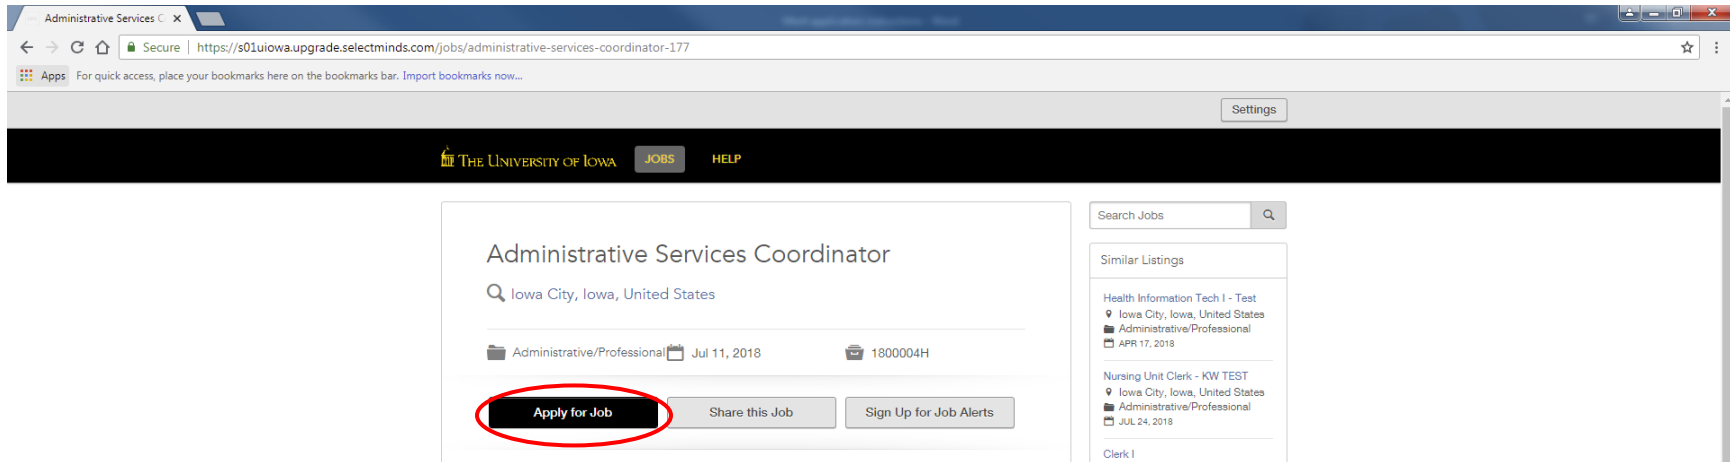 Administrative Services C
Secure | https://s01uiowa.upgrade.selectminds.com/jobs/administrative-services-coordinator-177
Apps For quick access, place your bookmarks here on the bookmarks bar. Import bookmarks now...
Settings
THE UNIVERSITY OF IOWA JOBS HELP
Administrative Services Coordinator
Iowa City, Iowa, United States
Administrative/Professional Jul 11, 2018 1800004H
Apply for Job Share this Job Sign Up for Job Alerts
Search Jobs
Similar Listings
Health Information Tech I - Test
Iowa City, Iowa, United States
Administrative/Professional
APR 17, 2018
Nursing Unit Clerk - KW TEST
Iowa City, Iowa, United States
Administrative/Professional
JUL 24, 2018
Clerk I